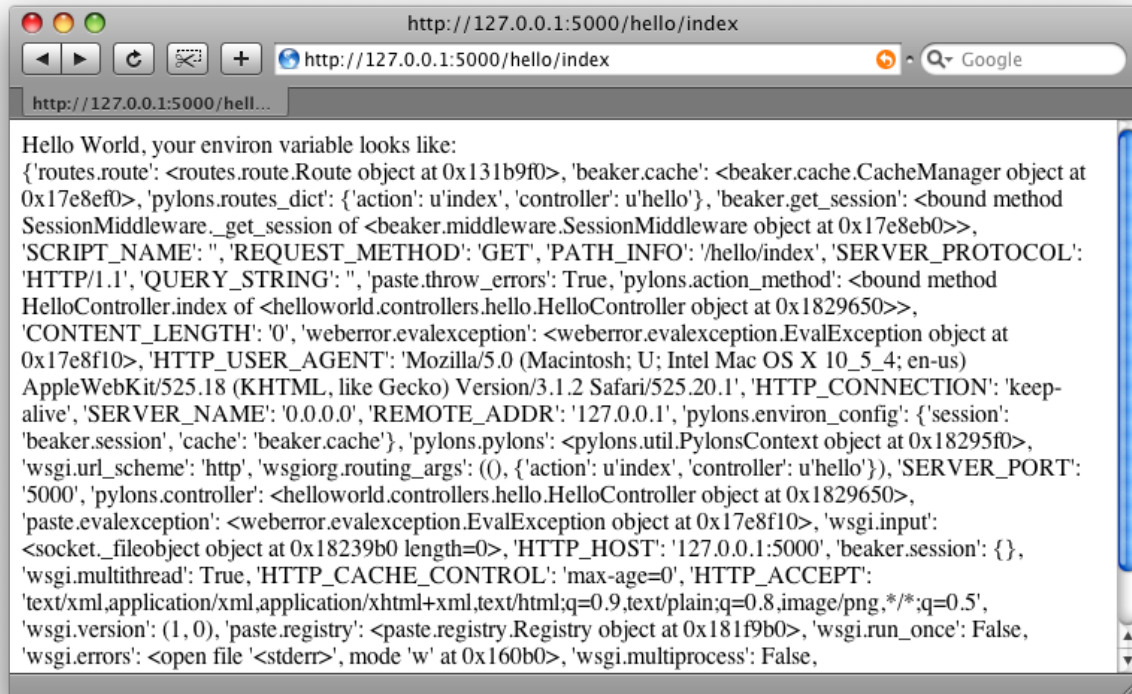 http://127.0.0.1:5000/hello/index
http://127.0.0.1:5000/hello/index
Google
http://127.0.0.1:5000/hell...
Hello World, your environ variable looks like:
{'routes.route': <routes.route.Route object at 0x131b9f0>, 'beaker.cache': <beaker.cache.CacheManager object at
0x17e8ef0>, 'pylons.routes_dict': {'action': u'index', 'controller': u'hello'}, 'beaker.get_session': <bound method
SessionMiddleware._get_session of <beaker.middleware.SessionMiddleware object at 0x17e8eb0>>,
'SCRIPT_NAME': '', 'REQUEST_METHOD': 'GET', 'PATH_INFO': '/hello/index', 'SERVER_PROTOCOL':
'HTTP/1.1', 'QUERY_STRING': '', 'paste.throw_errors': True, 'pylons.action_method': <bound method
HelloController.index of <helloworld.controllers.hello.HelloController object at 0x1829650>>,
'CONTENT_LENGTH': '0', 'weberror.evalexception': <weberror.evalexception.EvalException object at
0x17e8f10>, 'HTTP_USER_AGENT': 'Mozilla/5.0 (Macintosh; U; Intel Mac OS X 10_5_4; en-us)
AppleWebKit/525.18 (KHTML, like Gecko) Version/3.1.2 Safari/525.20.1', 'HTTP_CONNECTION': 'keep-
alive', 'SERVER_NAME': '0.0.0.0', 'REMOTE_ADDR': '127.0.0.1', 'pylons.environ_config': {'session':
'beaker.session', 'cache': 'beaker.cache'}, 'pylons.pylons': <pylons.util.PylonsContext object at 0x18295f0>,
'wsgi.url_scheme': 'http', 'wsgiorg.routing_args': ((), {'action': u'index', 'controller': u'hello'}), 'SERVER_PORT':
'5000', 'pylons.controller': <helloworld.controllers.hello.HelloController object at 0x1829650>,
'paste.evalexception': <weberror.evalexception.EvalException object at 0x17e8f10>, 'wsgi.input':
<socket._fileobject object at 0x18239b0 length=0>, 'HTTP_HOST': '127.0.0.1:5000', 'beaker.session': {},
'wsgi.multithread': True, 'HTTP_CACHE_CONTROL': 'max-age=0', 'HTTP_ACCEPT':
'text/xml,application/xml,application/xhtml+xml,text/html;q=0.9,text/plain;q=0.8,image/png,*/*;q=0.5',
'wsgi.version': (1, 0), 'paste.registry': <paste.registry.Registry object at 0x181f9b0>, 'wsgi.run_once': False,
'wsgi.errors': <open file '<stderr>', mode 'w' at 0x160b0>, 'wsgi.multiprocess': False,